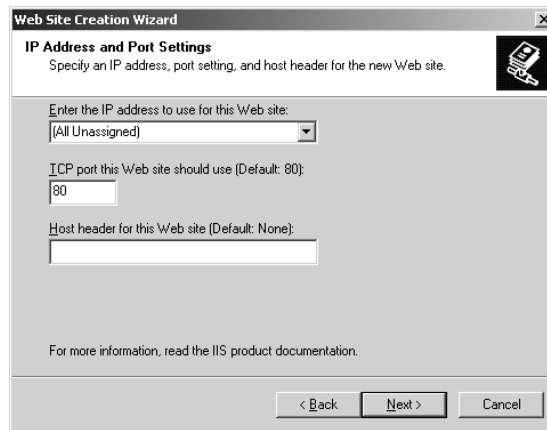 Web Site Creation Wizard
IP Address and Port Settings
Specify an IP address, port setting, and host header for the new Web site.
Enter the IP address to use for this Web site:
(All Unassigned)
TCP port this Web site should use (Default: 80):
80
Host header for this Web site (Default: None):
For more information, read the IIS product documentation.
< Back Next > Cancel